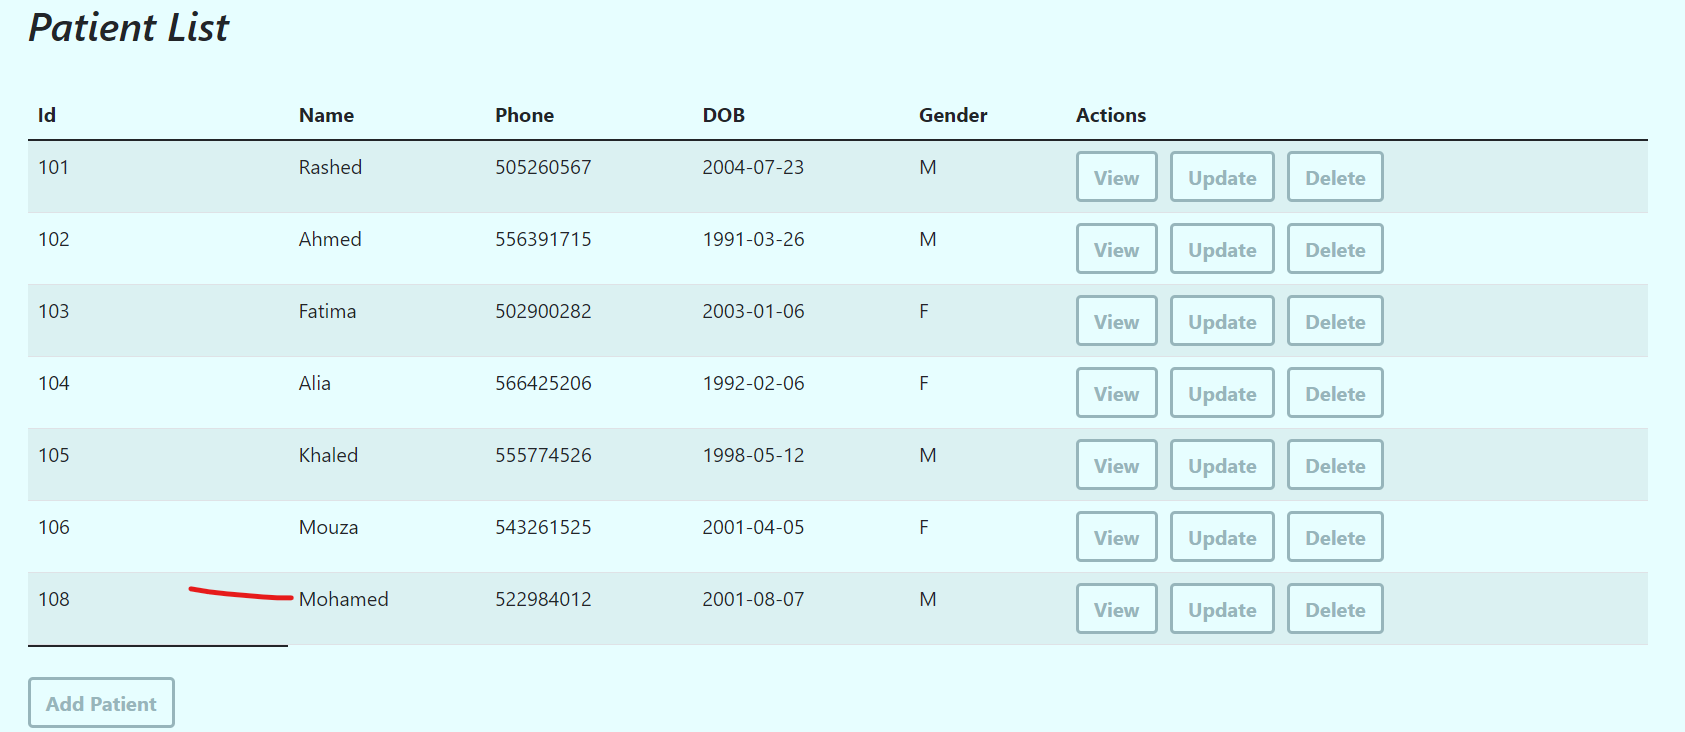 Patient List
Id Name Phone DOB Gender Actions
101 Rashed 505260567 2004-07-23 M View Update Delete
102 Ahmed 556391715 1991-03-26 M View Update Delete
103 Fatima 502900282 2003-01-06 F View Update Delete
104 Alia 566425206 1992-02-06 F View Update Delete
105 Khaled 555774526 1998-05-12 M View Update Delete
106 Mouza 543261525 2001-04-05 F View Update Delete
108 Mohamed 522984012 2001-08-07 M View Update Delete
Add Patient